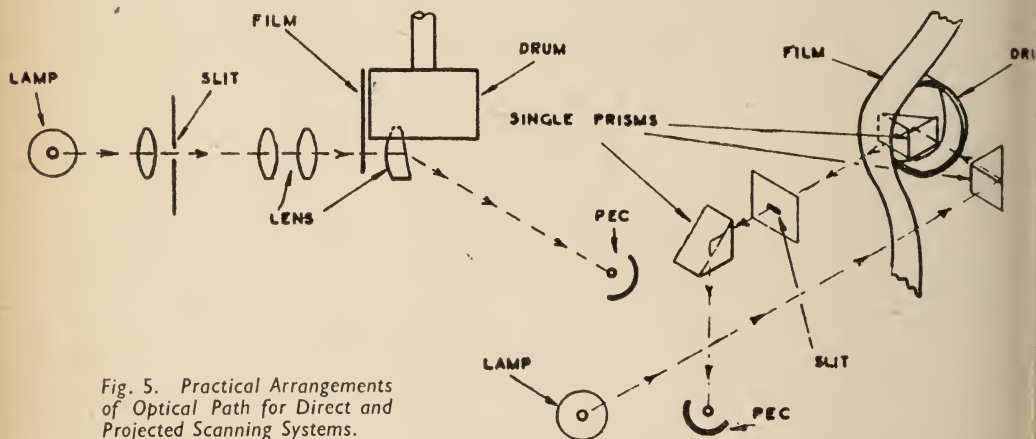 FILM
DRUM
LAMP
SLIT
LENS
PEC
FILM
SINGLE PRISMS
SLIT
LAMP
PEC
Fig. 5. Practical Arrangements
of Optical Path for Direct and
Projected Scanning Systems.